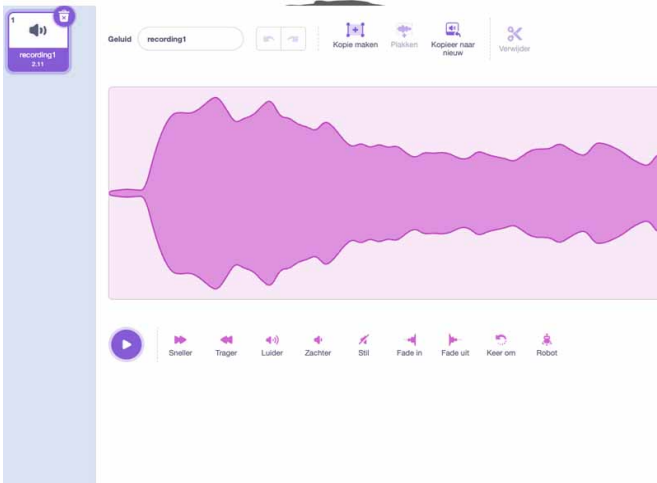 1
recording1
2.11
Geluid
recording1
Kopie maken
Plakken
Kopieer naar
nieuw
Verwijder
Sneller
Trager
Luider
Zachter
Stil
Fade in
Fade uit
Keer om
Robot